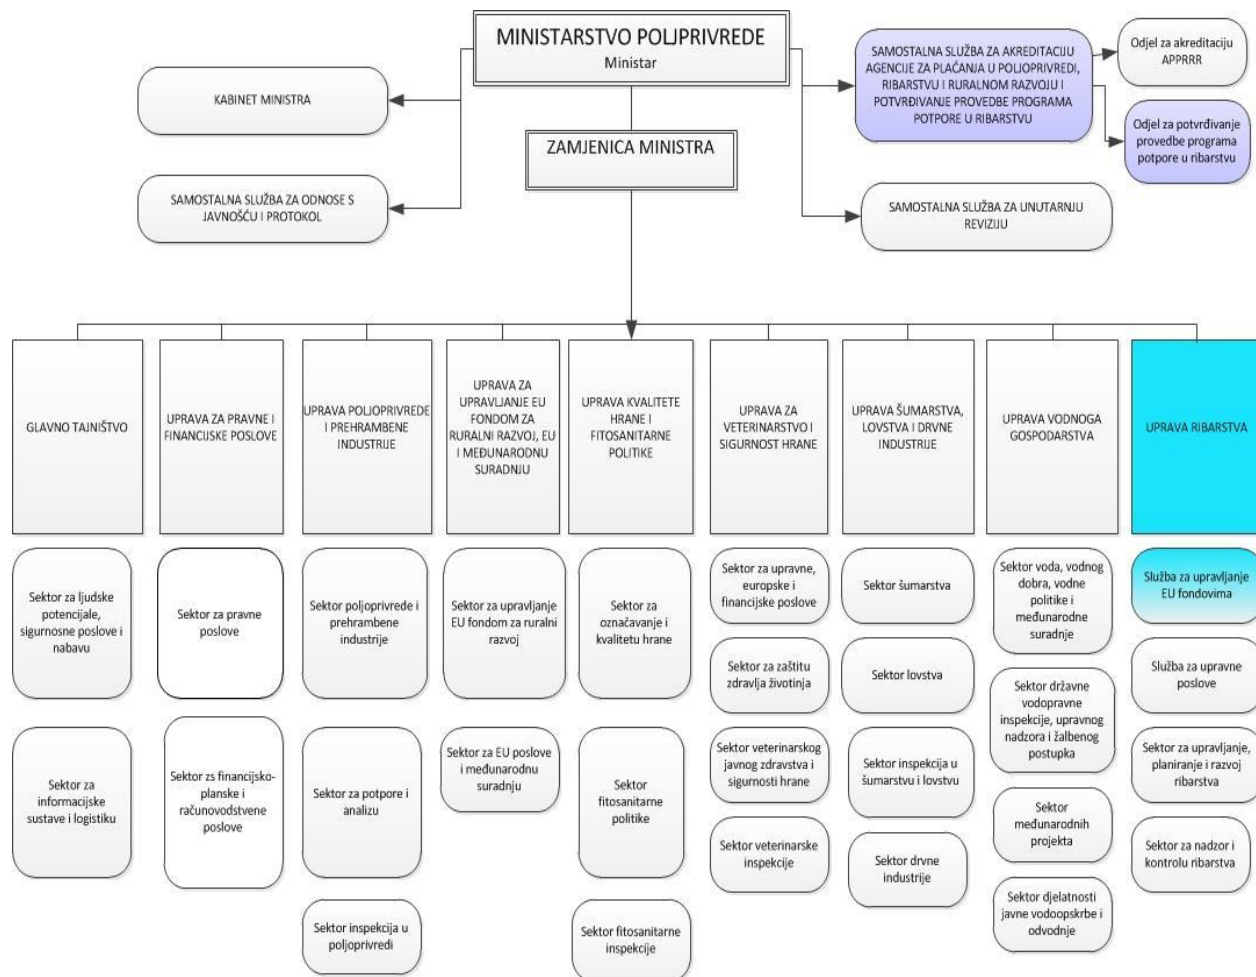 MINISTARSTVO POLJPRIVREDE
Ministar
KABINET MINISTRA
SAMOSTALNA SLUŽBA ZA AKREDITACIJU
AGENCIJE ZA PLAĆANJA U POLJOPRIVREDI,
RIBARSTVU I RURALNOM RAZVOJU I
POTVRĐIVANJE PROVEDBE PROGRAMA
POTPORE U RIBARSTVU
Odjel za akreditaciju
APPRRR
Odjel za potvrđivanje
provedbe programa
potpore u ribarstvu
ZAMJENICA MINISTRA
SAMOSTALNA SLUŽBA ZA ODNOSE S
JAVNOŠĆU I PROTOKOL
SAMOSTALNA SLUŽBA ZA UNUTARNJU
REVIZIJU
GLAVNO TAJNIŠTVO
UPRAVA ZA PRAVNE I
FINANCIJSKE POSLOVE
UPRAVA POLJOPRIVREDE
I PREHRAMBENE
INDUSTRIJE
UPRAVA ZA
UPRAVLJANJE EU
FONDOM ZA
RURALNI RAZVOJ, EU
I MEĐUNARODNU
SURADNJU
UPRAVA KVALITETE
HRANE I
FITOSANITARNE
POLITIKE
UPRAVA ZA
VETERINARSTVO I
SIGURNOST HRANE
UPRAVA ŠUMARSTVA,
LOVSTVA I DRVNE
INDUSTRIJE
UPRAVA VODNOGA
GOSPODARSTVA
UPRAVA RIBARSTVA
Sektor za ljudske
potencijale,
sigurnosne poslove i
nabavu
Sektor za
informacijske
sustave i logistiku
Sektor za pravne
poslove
Sektor zs financijsko-
planske i
računovodstvene
poslove
Sektor poljoprivrede i
prehrambene
industrije
Sektor za potpore i
analizu
Sektor inspekcija u
poljoprivredi
Sektor za upravljanje
EU fondom za ruralni
razvoj
Sektor za EU poslove
i međunarodnu
suradnju
Sektor za
označavanje i
kvalitetu hrane
Sektor
fitosanitarne
politike
Sektor fitosanitarne
inspekcije
Sektor za upravne,
europske i
financijske poslove
Sektor za zaštitu
zdravlja životinja
Sektor veterinarskog
javnog zdravstva i
sigurnosti hrane
Sektor veterinarske
inspekcije
Sektor šumarstva
Sektor lovstva
Sektor inspekcija u
šumarstvu i lovstvu
Sektor drvne
industrije
Sektor voda, vodnog
dobra, vodne
politike i
međunarodne
suradnje
Sektor državne
vodopravne
inspekcije, upravnog
nadzora i žalbenog
postupka
Sektor
međunarodnih
projekta
Sektor djelatnosti
javne vodoopskrbe i
odvodnje
Služba za upravljanje
EU fondovima
Služba za upravne
poslove
Sektor za upravljanje,
planiranje i razvoj
ribarstva
Sektor za nadzor i
kontrolu ribarstva